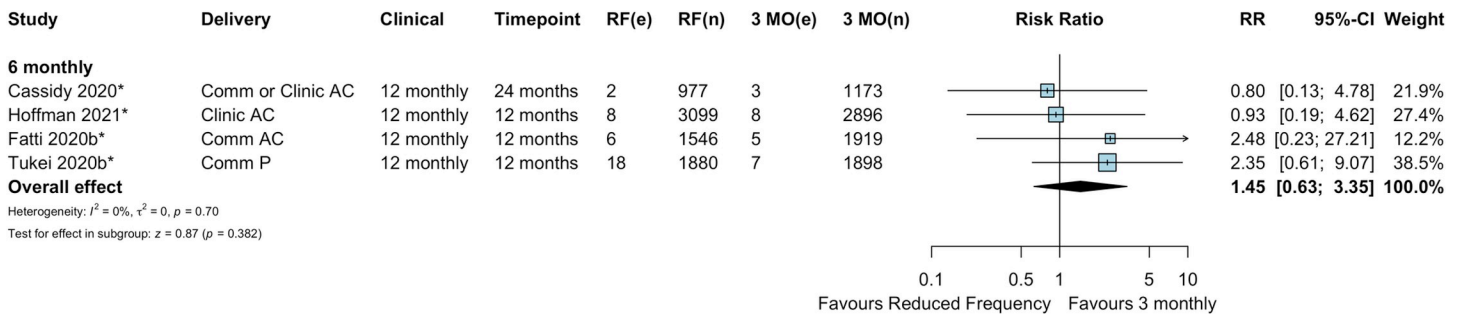 Study Delivery Clinical Timepoint RF(e) RF(n) 3 MO(e) 3 MO(n) Risk Ratio RR 95%-CI Weight
6 monthly
Cassidy 2020* Comm or Clinic AC 12 monthly 24 months 2 977 3 1173 0.80 [0.13; 4.78] 21.9%
Hoffman 2021* Clinic AC 12 monthly 12 months 8 3099 8 2896 0.93 [0.19; 4.62] 27.4%
Fatti 2020b* Comm AC 12 monthly 12 months 6 1546 5 1919 2.48 [0.23; 27.21] 12.2%
Tukei 2020b* Comm P 12 monthly 12 months 18 1880 7 1898 2.35 [0.61; 9.07] 38.5%
Overall effect 1.45 [0.63; 3.35] 100.0%
Heterogeneity: I² = 0%, τ² = 0, p = 0.70
Test for effect in subgroup: z = 0.87 (p = 0.382)
0.1 0.5 1 5 10
Favours Reduced Frequency Favours 3 monthly